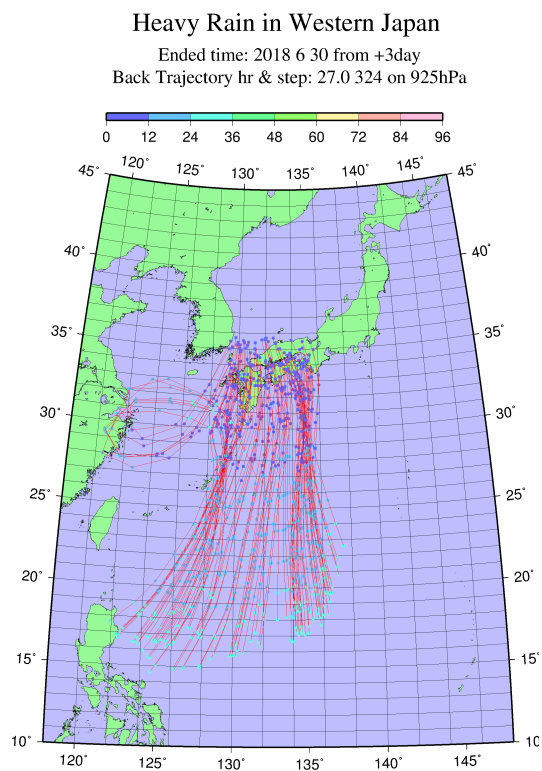 Heavy Rain in Western Japan
Ended time: 2018 6 30 from +3day
Back Trajectory hr & step: 27.0 324 on 925hPa
0 12 24 36 48 60 72 84 96
120° 125° 130° 135° 140° 145°
45° 45°
40° 40°
35° 35°
30° 30°
25° 25°
20° 20°
15° 15°
10° 10°
120° 125° 130° 135° 140° 145°